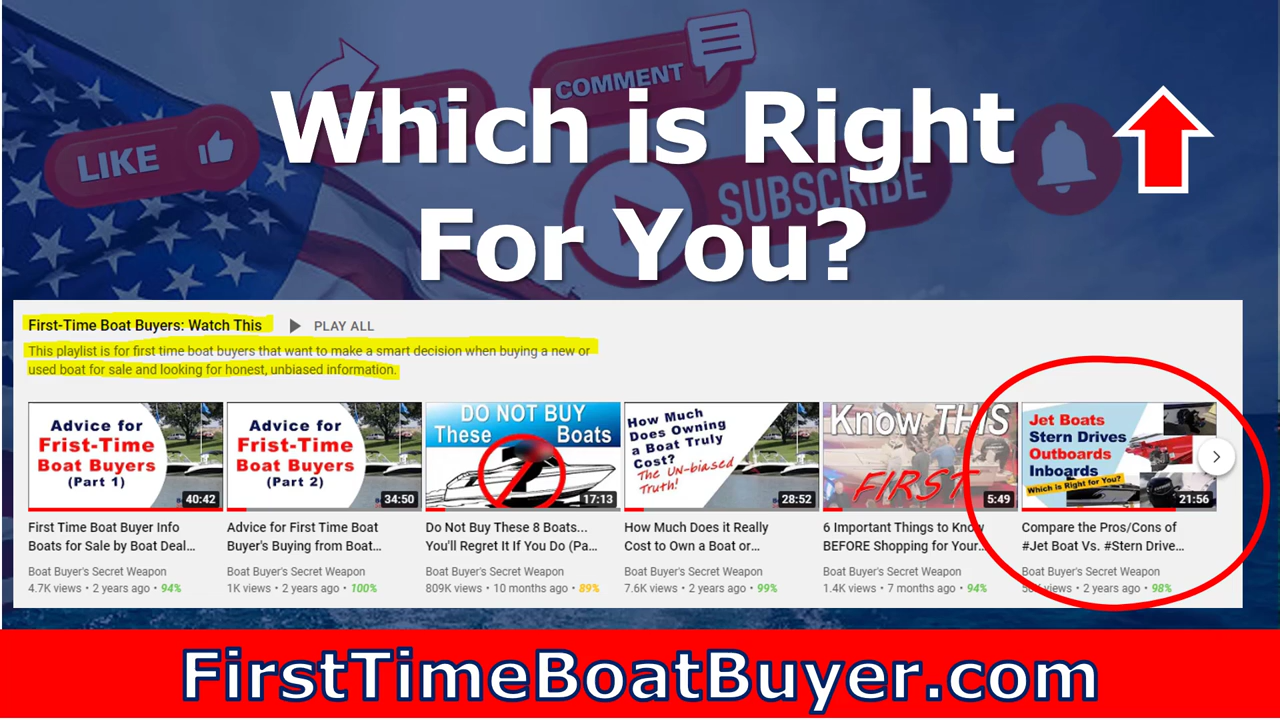 LIKE
SHARE
COMMENT
SUBSCRIBE
Which is Right
For You?
First-Time Boat Buyers: Watch This
PLAY ALL
This playlist is for first time boat buyers that want to make a smart decision when buying a new or
used boat for sale and looking for honest, unbiased information.
Advice for
Frist-Time
Boat Buyers
(Part 1)
40:42
First Time Boat Buyer Info
Boats for Sale by Boat Deal...
Boat Buyer's Secret Weapon
4.7K views • 2 years ago • 94%
Advice for
Frist-Time
Boat Buyers
(Part 2)
34:50
Advice for First Time Boat
Buyer's Buying from Boat...
Boat Buyer's Secret Weapon
1K views • 2 years ago • 100%
DO NOT BUY
These Boats
17:13
Do Not Buy These 8 Boats...
You'll Regret It If You Do (Pa...
Boat Buyer's Secret Weapon
809K views • 10 months ago • 89%
How Much
Does Owning
a Boat Truly
Cost?
The UN-biased
Truth!
28:52
How Much Does it Really
Cost to Own a Boat or...
Boat Buyer's Secret Weapon
7.6K views • 2 years ago • 99%
Know THIS
FIRST
5:49
6 Important Things to Know
BEFORE Shopping for Your...
Boat Buyer's Secret Weapon
1.4K views • 7 months ago • 94%
Jet Boats
Stern Drives
Outboards
Inboards
Which is Right for You?
21:56
Compare the Pros/Cons of
#Jet Boat Vs. #Stern Drive...
Boat Buyer's Secret Weapon
views • 2 years ago • 98%
FirstTimeBoatBuyer.com